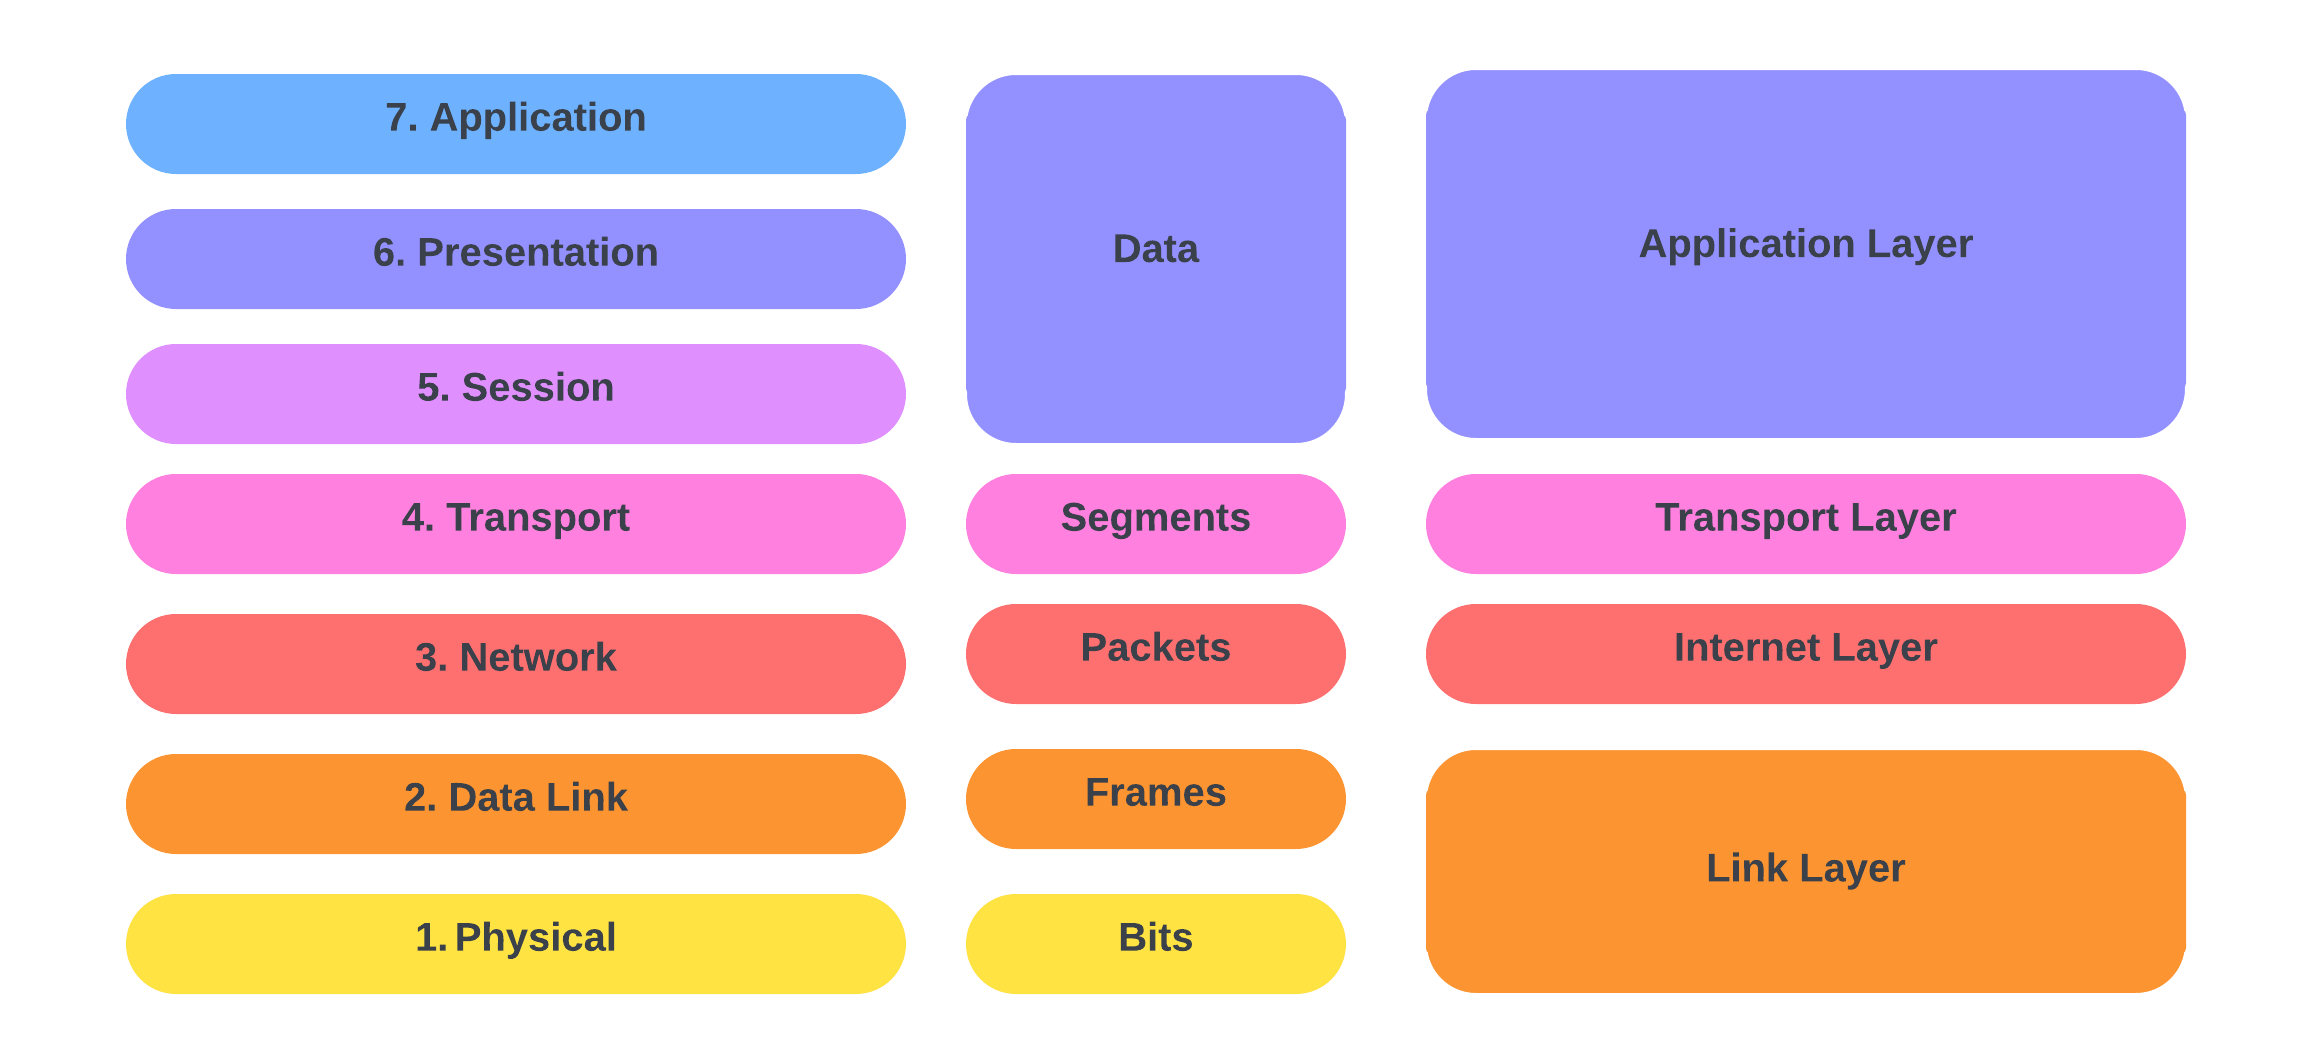 7. Application
6. Presentation
5. Session
4. Transport
3. Network
2. Data Link
1. Physical
Data
Segments
Packets
Frames
Bits
Application Layer
Transport Layer
Internet Layer
Link Layer